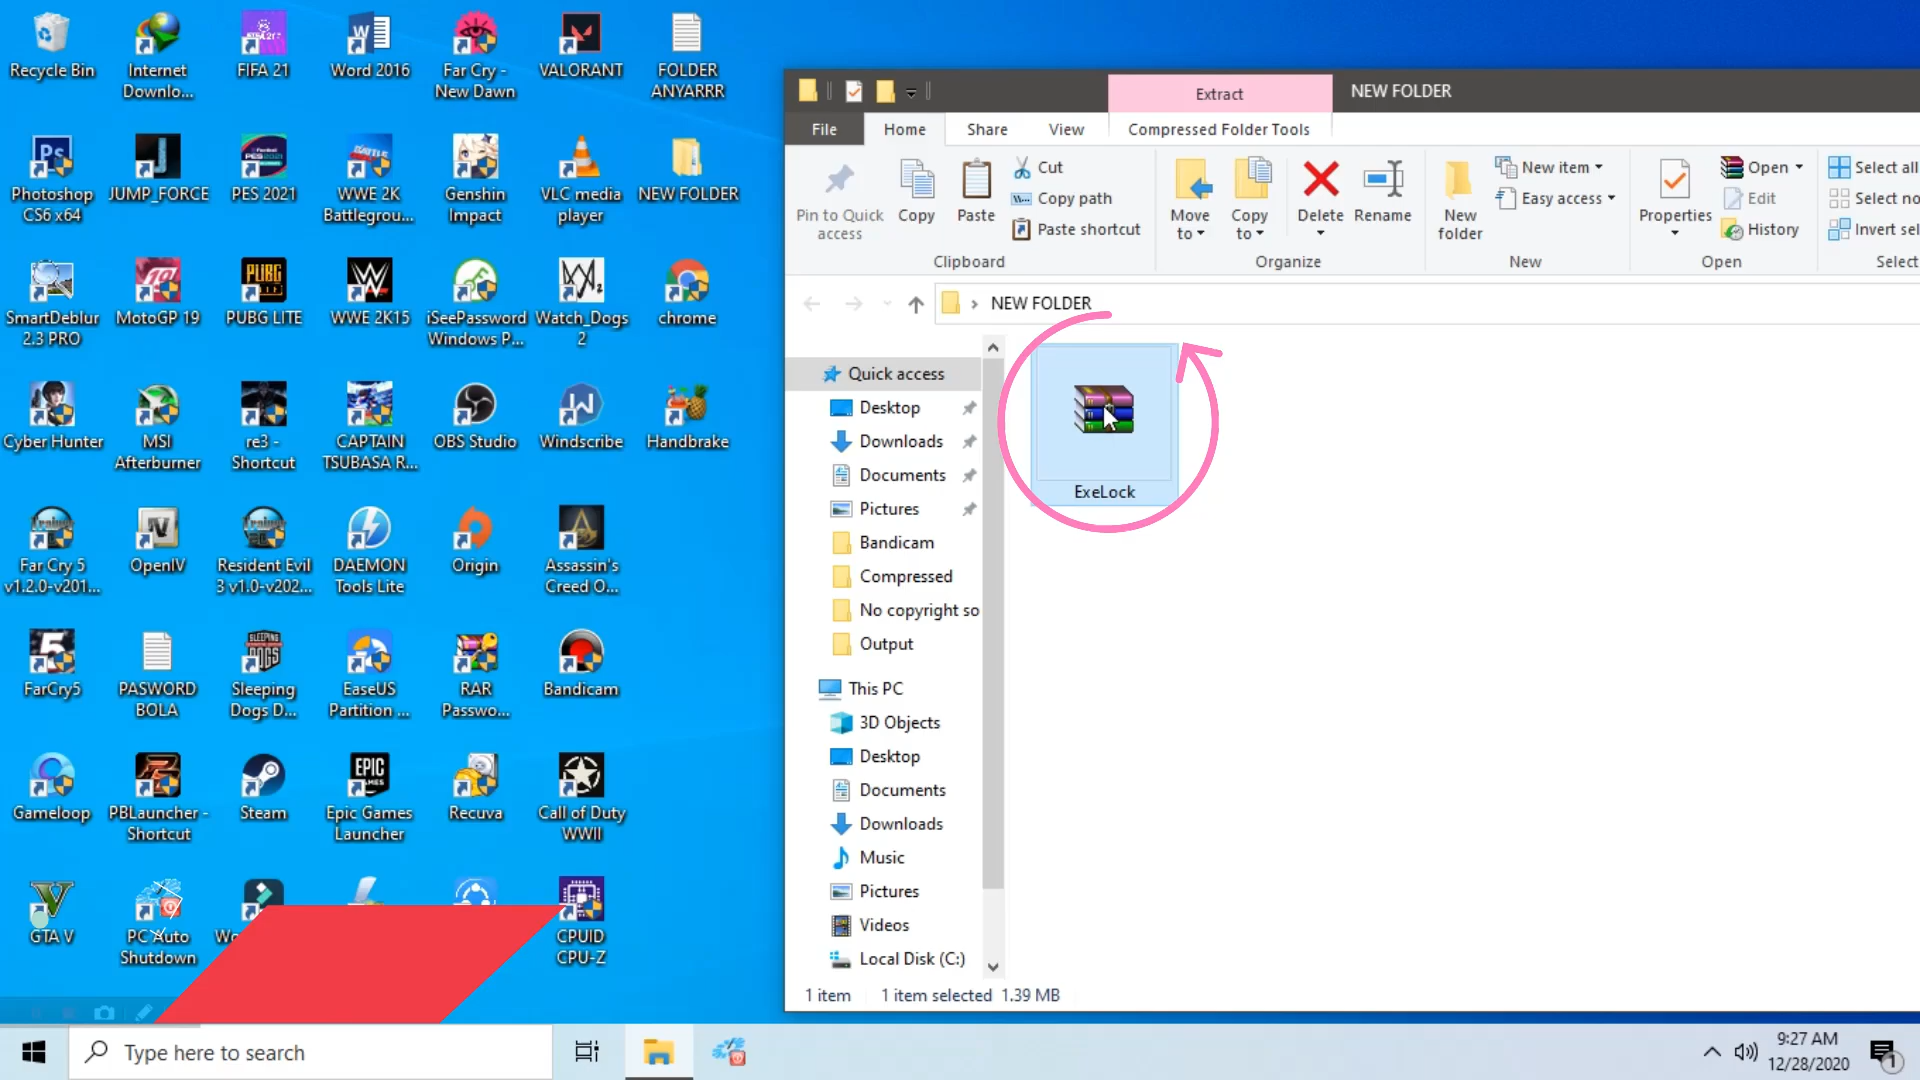 Recycle Bin
Internet
Downlo...
FIFA 21
Word 2016
Far Cry -
New Dawn
VALORANT
FOLDER
ANYARRR
Photoshop
CS6 x64
JUMP_FORCE
PES 2021
WWE 2K
Battlegrou...
Genshin
Impact
VLC media
player
NEW FOLDER
SmartDeblur
2.3 PRO
MotoGP 19
PUBG LITE
WWE 2K15
iSeePassword
Windows P...
Watch_Dogs
2
chrome
Cyber Hunter
MSI
Afterburner
re3 -
Shortcut
CAPTAIN
TSUBASA R...
OBS Studio
Windscribe
Handbrake
Far Cry 5
v1.2.0-v201...
OpenIV
Resident Evil
3 v1.0-v202...
DAEMON
Tools Lite
Origin
Assassin's
Creed O...
FarCry5
PASWORD
BOLA
Sleeping
Dogs D...
EaseUS
Partition ...
RAR
Passwo...
Bandicam
Gameloop
PBLauncher -
Shortcut
Steam
Epic Games
Launcher
Recuva
Call of Duty
WWII
GTA V
PC Auto
Shutdown
CPUID
CPU-Z
Extract
NEW FOLDER
File
Home
Share
View
Compressed Folder Tools
Pin to Quick
access
Copy
Paste
Cut
Copy path
Paste shortcut
Clipboard
Move
to
Copy
to
Delete
Rename
Organize
New
folder
New item
Easy access
New
Properties
Open
Edit
History
Open
Select all
Select no
Invert sel
Select
NEW FOLDER
Quick access
Desktop
Downloads
Documents
Pictures
Bandicam
Compressed
No copyright so
Output
This PC
3D Objects
Desktop
Documents
Downloads
Music
Pictures
Videos
Local Disk (C:)
ExeLock
1 item
1 item selected 1.39 MB
Type here to search
9:27 AM
12/28/2020
1